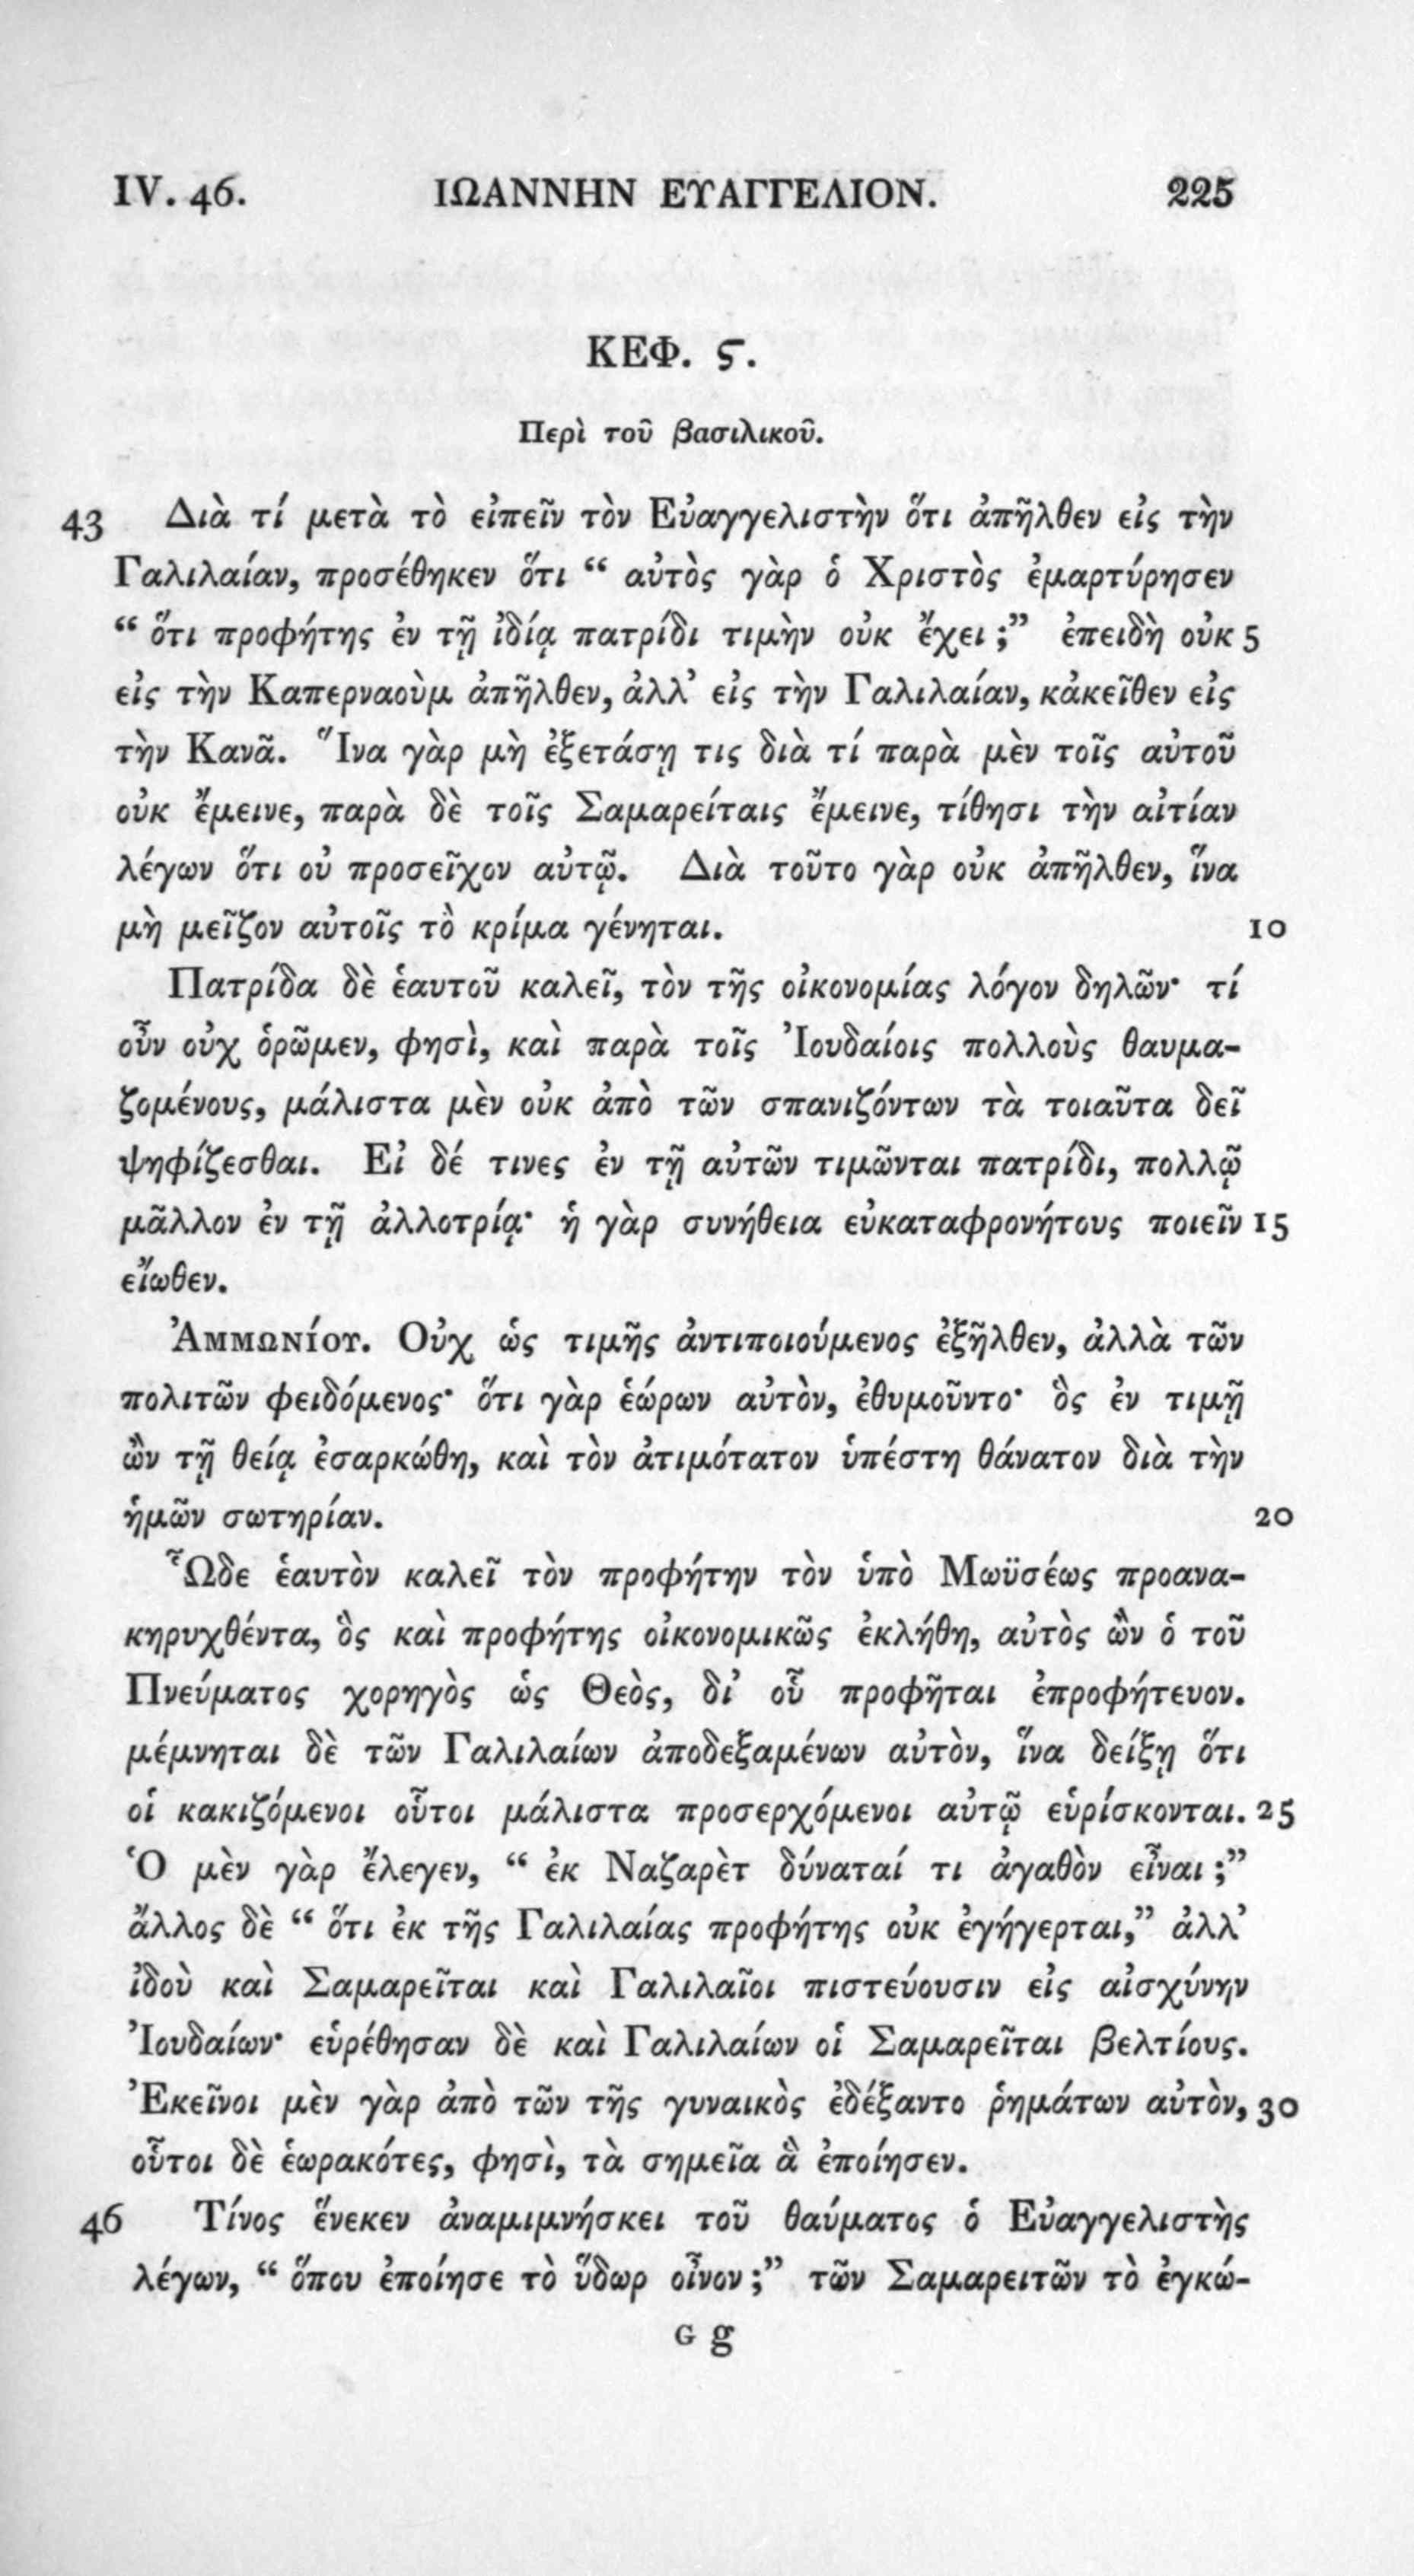 IV. 46. ΙΩΑΝΝΗΝ ΕΥΑΓΓΕΛΙΟΝ. 225
ΚΕΦ. ϛ.
Περὶ τοῦ βασιλικοῦ.
43 Διὰ τί μετὰ τὸ εἰπεῖν τὸν Εὐαγγελιστὴν ὅτι ἀπῆλθεν εἰς τὴν
Γαλιλαίαν, προσέθηκεν ὅτι “ αὐτὸς γὰρ ὁ Χριστὸς ἐμαρτύρησεν
“ ὅτι προφήτης ἐν τῇ ἰδίᾳ πατρίδι τιμὴν οὐκ ἔχει ;” ἐπειδὴ οὐκ 5
εἰς τὴν Καπερναοὺμ ἀπῆλθεν, ἀλλ’ εἰς τὴν Γαλιλαίαν, κἀκεῖθεν εἰς
τὴν Κανᾶ. Ἵνα γὰρ μὴ ἐξετάσῃ τις διὰ τί παρὰ μὲν τοῖς αὐτοῦ
οὐκ ἔμεινε, παρὰ δὲ τοῖς Σαμαρείταις ἔμεινε, τίθησι τὴν αἰτίαν
λέγων ὅτι οὐ προσεῖχον αὐτῷ. Διὰ τοῦτο γὰρ οὐκ ἀπῆλθεν, ἵνα
μὴ μεῖζον αὐτοῖς τὸ κρίμα γένηται. 10
Πατρίδα δὲ ἑαυτοῦ καλεῖ, τὸν τῆς οἰκονομίας λόγον δηλῶν· τί
οὖν οὐχ ὁρῶμεν, φησὶ, καὶ παρὰ τοῖς Ἰουδαίοις πολλοὺς θαυμα-
ζομένους, μάλιστα μὲν οὐκ ἀπὸ τῶν σπανιζόντων τὰ τοιαῦτα δεῖ
ψηφίζεσθαι. Εἰ δέ τινες ἐν τῇ αὐτῶν τιμῶνται πατρίδι, πολλῷ
μᾶλλον ἐν τῇ ἀλλοτρίᾳ· ἡ γὰρ συνήθεια εὐκαταφρονήτους ποιεῖν 15
εἴωθεν.
Ἀμμωνίου. Οὐχ ὡς τιμῆς ἀντιποιούμενος ἐξῆλθεν, ἀλλὰ τῶν
πολιτῶν φειδόμενος· ὅτι γὰρ ἑώρων αὐτὸν, ἐθυμοῦντο· ὃς ἐν τιμῇ
ὢν τῇ θείᾳ ἐσαρκώθη, καὶ τὸν ἀτιμότατον ὑπέστη θάνατον διὰ τὴν
ἡμῶν σωτηρίαν. 20
Ὧδε ἑαυτὸν καλεῖ τὸν προφήτην τὸν ὑπὸ Μωϋσέως προανα-
κηρυχθέντα, ὃς καὶ προφήτης οἰκονομικῶς ἐκλήθη, αὐτὸς ὢν ὁ τοῦ
Πνεύματος χορηγὸς ὡς Θεὸς, δι’ οὗ προφῆται ἐπροφήτευον.
μέμνηται δὲ τῶν Γαλιλαίων ἀποδεξαμένων αὐτὸν, ἵνα δείξῃ ὅτι
οἱ κακιζόμενοι οὗτοι μάλιστα προσερχόμενοι αὐτῷ εὑρίσκονται. 25
Ὁ μὲν γὰρ ἔλεγεν, “ ἐκ Ναζαρὲτ δύναταί τι ἀγαθὸν εἶναι ;”
ἄλλος δὲ “ ὅτι ἐκ τῆς Γαλιλαίας προφήτης οὐκ ἐγήγερται,” ἀλλ’
ἰδοὺ καὶ Σαμαρεῖται καὶ Γαλιλαῖοι πιστεύουσιν εἰς αἰσχύνην
Ἰουδαίων· εὑρέθησαν δὲ καὶ Γαλιλαίων οἱ Σαμαρεῖται βελτίους.
Ἐκεῖνοι μὲν γὰρ ἀπὸ τῶν τῆς γυναικὸς ἐδέξαντο ῥημάτων αὐτὸν, 30
οὗτοι δὲ ἑωρακότες, φησὶ, τὰ σημεῖα ἃ ἐποίησεν.
46 Τίνος ἕνεκεν ἀναμιμνήσκει τοῦ θαύματος ὁ Εὐαγγελιστὴς
λέγων, “ ὅπου ἐποίησε τὸ ὕδωρ οἶνον ;” τῶν Σαμαρειτῶν τὸ ἐγκώ-
G g